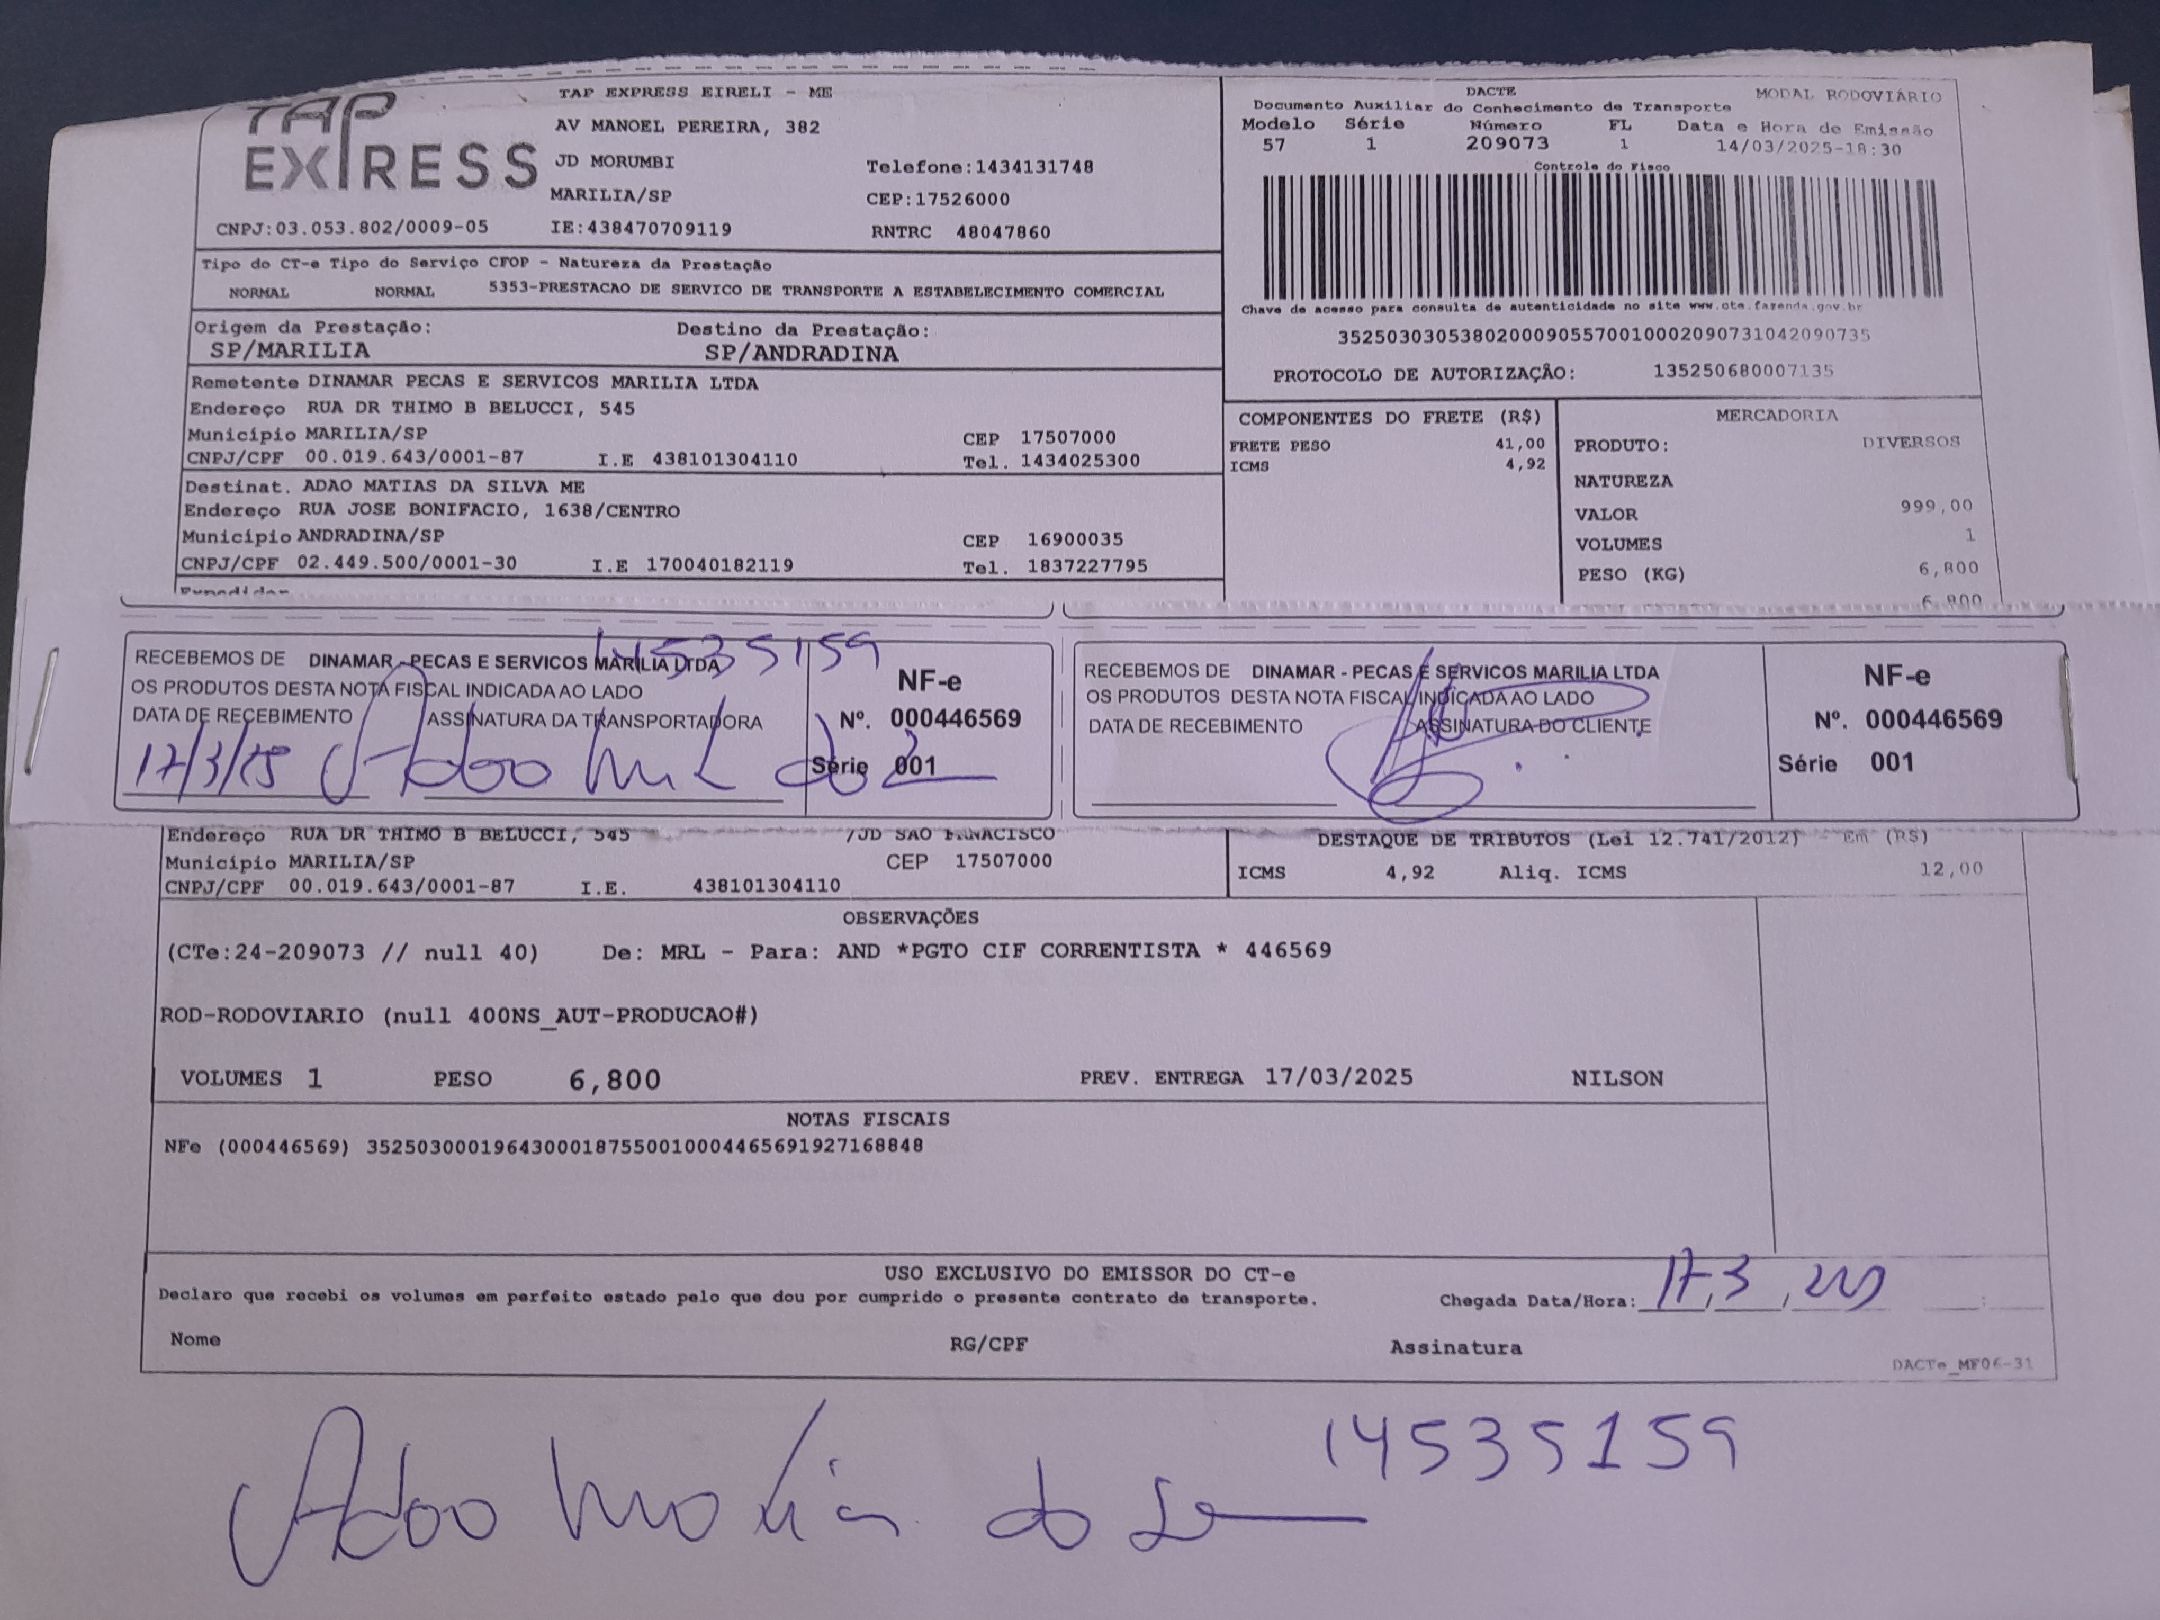 TAP
EXPRESS
TAP EXPRESS EIRELI - ME
AV MANOEL PEREIRA, 382
JD MORUMBI Telefone:1434131748
MARILIA/SP CEP:17526000
CNPJ:03.053.802/0009-05 IE:438470709119 RNTRC 48047860
DACTE MODAL RODOVIÁRIO
Documento Auxiliar do Conhecimento de Transporte
Modelo Série Número FL Data e Hora de Emissão
57 1 209073 1 14/03/2025-18:30
Controle do Fisco
Chave de acesso para consulta de autenticidade no site www.cte.fazenda.gov.br
35250303053802000905570010002090731042090735
PROTOCOLO DE AUTORIZAÇÃO: 135250680007135
Tipo do CT-e Tipo do Serviço CFOP - Natureza da Prestação
NORMAL NORMAL 5353-PRESTACAO DE SERVICO DE TRANSPORTE A ESTABELECIMENTO COMERCIAL
Origem da Prestação: Destino da Prestação:
SP/MARILIA SP/ANDRADINA
Remetente DINAMAR PECAS E SERVICOS MARILIA LTDA
Endereço RUA DR THIMO B BELUCCI, 545
Município MARILIA/SP CEP 17507000
CNPJ/CPF 00.019.643/0001-87 I.E 438101304110 Tel. 1434025300
Destinat. ADAO MATIAS DA SILVA ME
Endereço RUA JOSE BONIFACIO, 1638/CENTRO
Município ANDRADINA/SP CEP 16900035
CNPJ/CPF 02.449.500/0001-30 I.E 170040182119 Tel. 1837227795
Expedidor
COMPONENTES DO FRETE (R$)
FRETE PESO 41,00
ICMS 4,92
MERCADORIA
PRODUTO: DIVERSOS
NATUREZA
VALOR 999,00
VOLUMES 1
PESO (KG) 6,800
6,800
14535159
RECEBEMOS DE DINAMAR - PECAS E SERVICOS MARILIA LTDA
OS PRODUTOS DESTA NOTA FISCAL INDICADA AO LADO
DATA DE RECEBIMENTO ASSINATURA DA TRANSPORTADORA
17/3/25
NF-e
Nº. 000446569
Série 001
RECEBEMOS DE DINAMAR - PECAS E SERVICOS MARILIA LTDA
OS PRODUTOS DESTA NOTA FISCAL INDICADA AO LADO
DATA DE RECEBIMENTO ASSINATURA DO CLIENTE
NF-e
Nº. 000446569
Série 001
Endereço RUA DR THIMO B BELUCCI, 545 /JD SAO FRNACISCO
Município MARILIA/SP CEP 17507000
CNPJ/CPF 00.019.643/0001-87 I.E. 438101304110
DESTAQUE DE TRIBUTOS (Lei 12.741/2012) - Em (R$)
ICMS 4,92 Aliq. ICMS 12,00
OBSERVAÇÕES
(CTe:24-209073 // null 40) De: MRL - Para: AND *PGTO CIF CORRENTISTA * 446569
ROD-RODOVIARIO (null 400NS_AUT-PRODUCAO#)
VOLUMES 1 PESO 6,800 PREV. ENTREGA 17/03/2025 NILSON
NOTAS FISCAIS
NFe (000446569) 35250300019643000187550010004465691927168848
USO EXCLUSIVO DO EMISSOR DO CT-e
Declaro que recebi os volumes em perfeito estado pelo que dou por cumprido o presente contrato de transporte. Chegada Data/Hora: 17, 3,
Nome RG/CPF Assinatura
DACTe_MF06-31
14535159
Adao Matias da